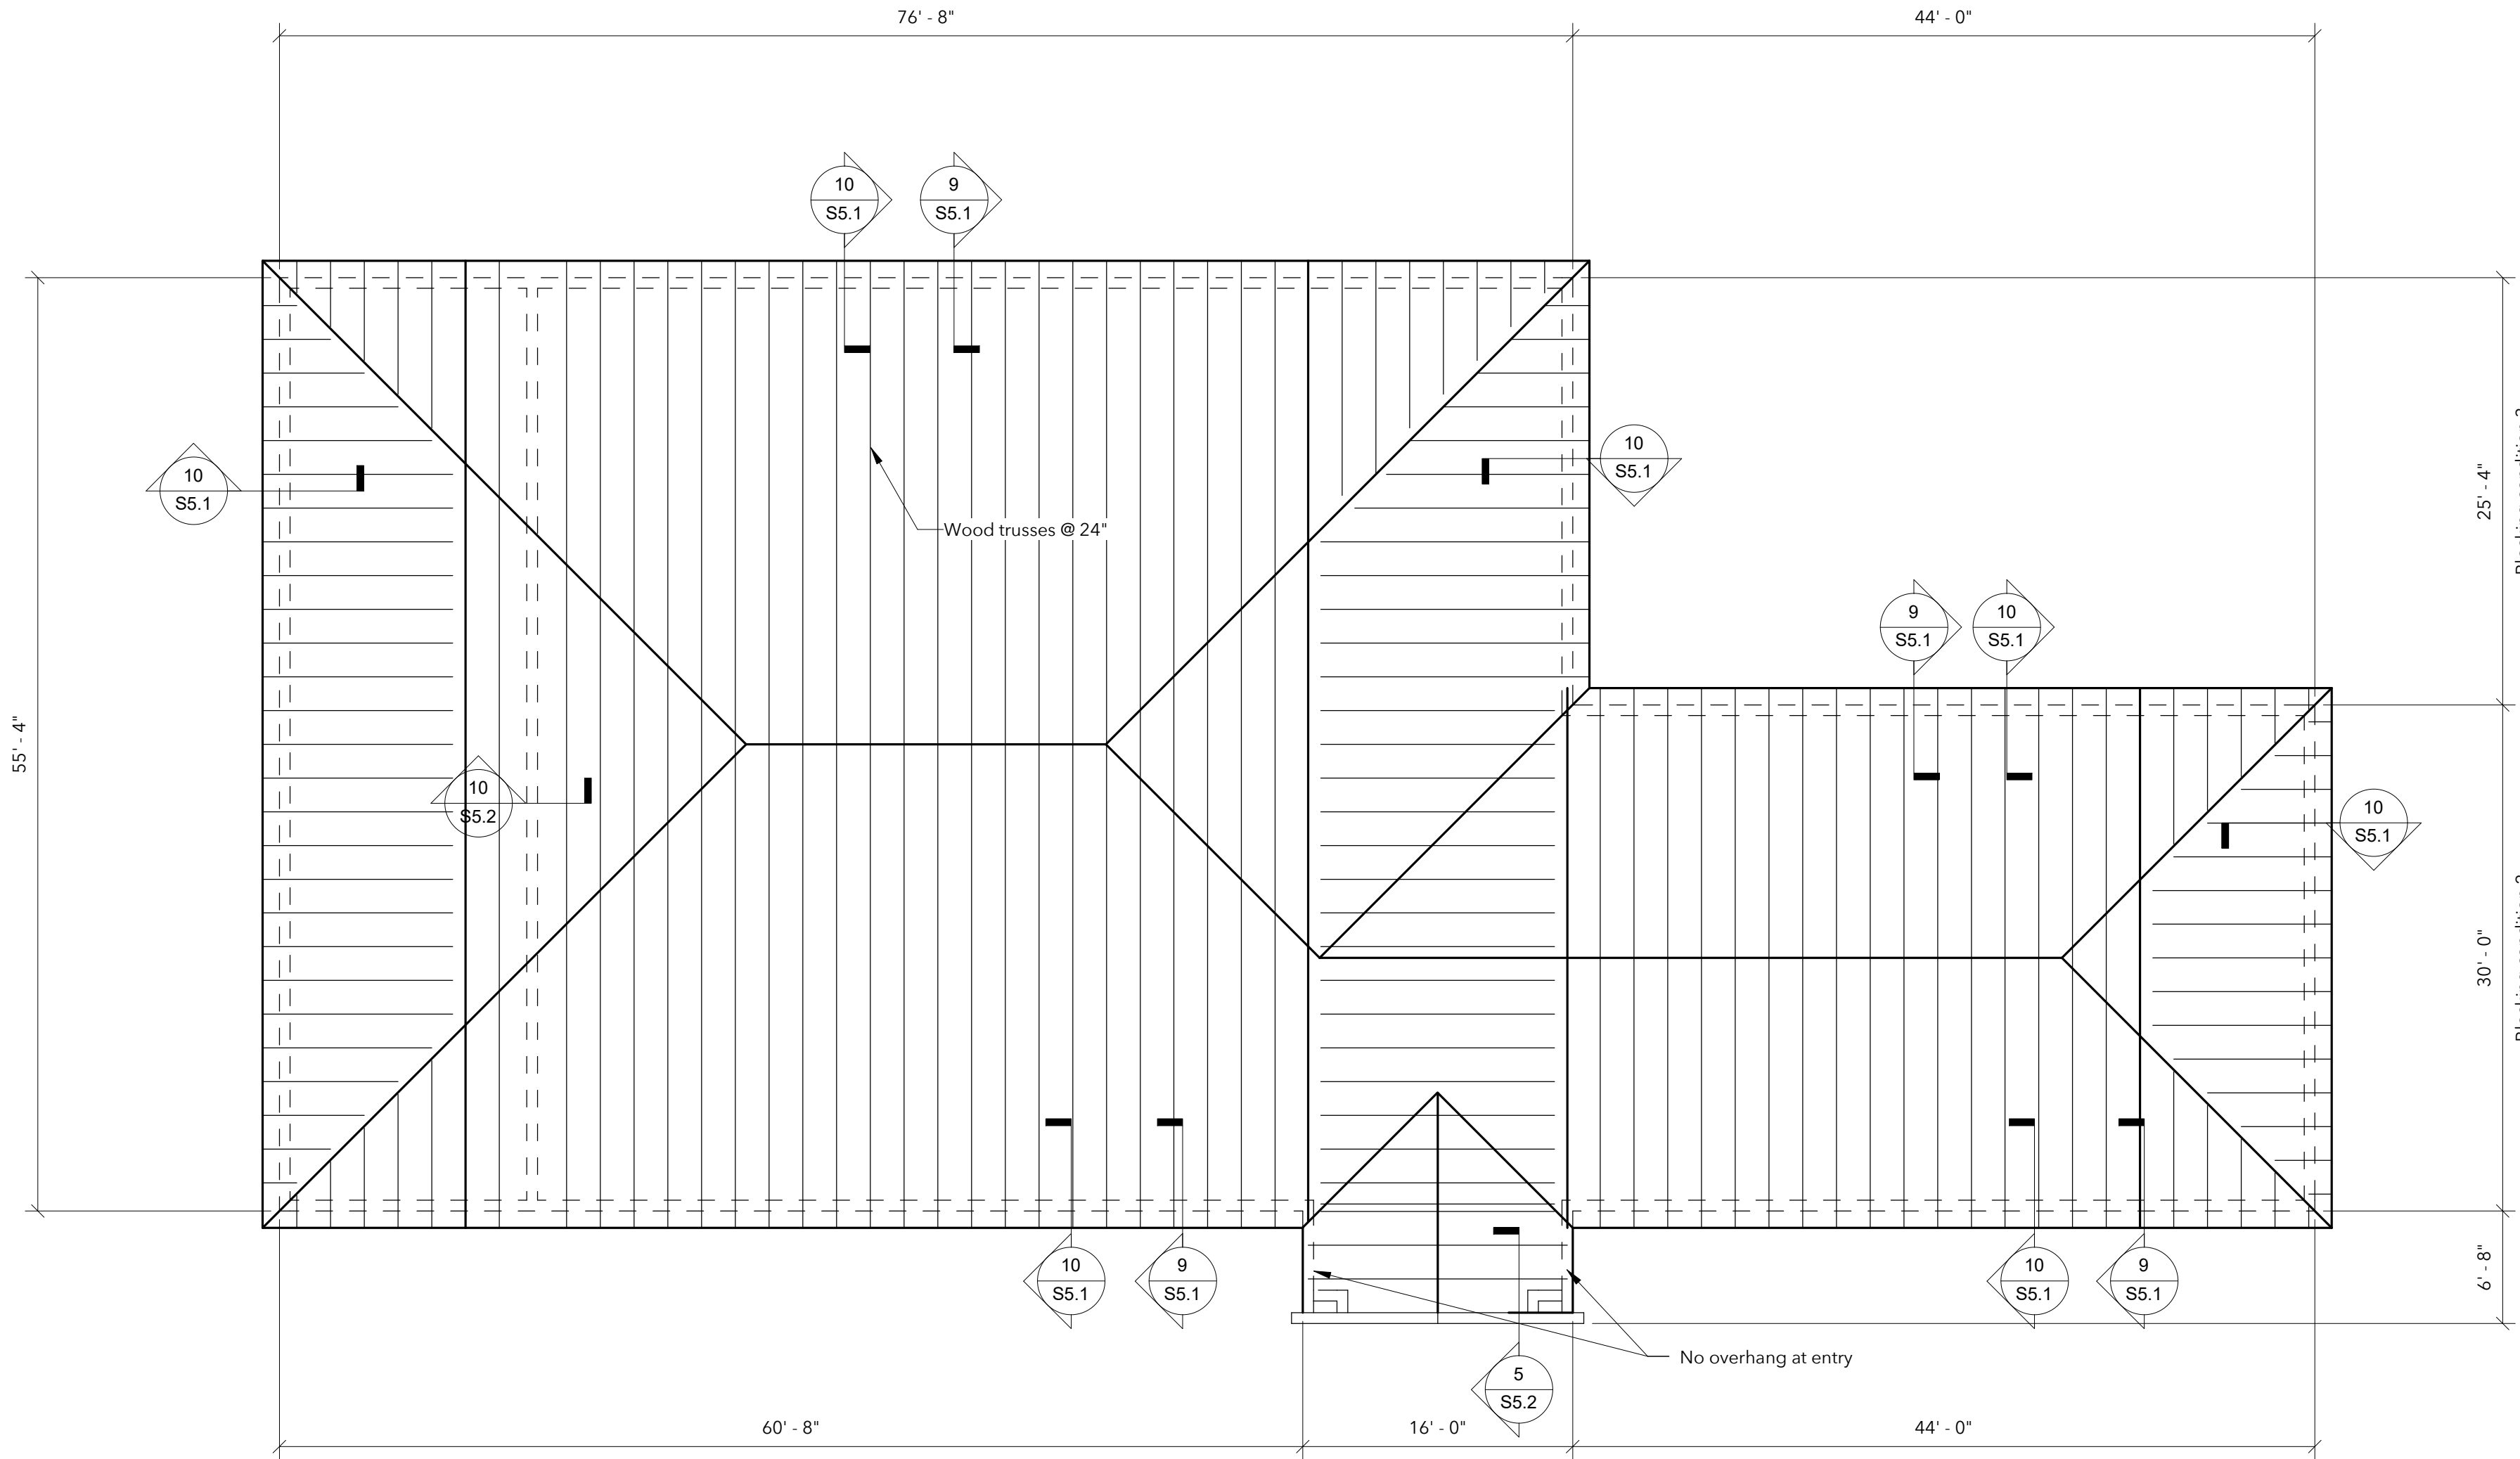 76' - 8"
44' - 0"
10
S5.1
9
S5.1
10
S5.1
10
S5.1
25' - 4"
Wood trusses @ 24"
9
S5.1
10
S5.1
55' - 4"
10
S5.2
10
S5.1
30' - 0"
10
S5.1
9
S5.1
10
S5.1
9
S5.1
6' - 8"
No overhang at entry
5
S5.2
60' - 8"
16' - 0"
44' - 0"